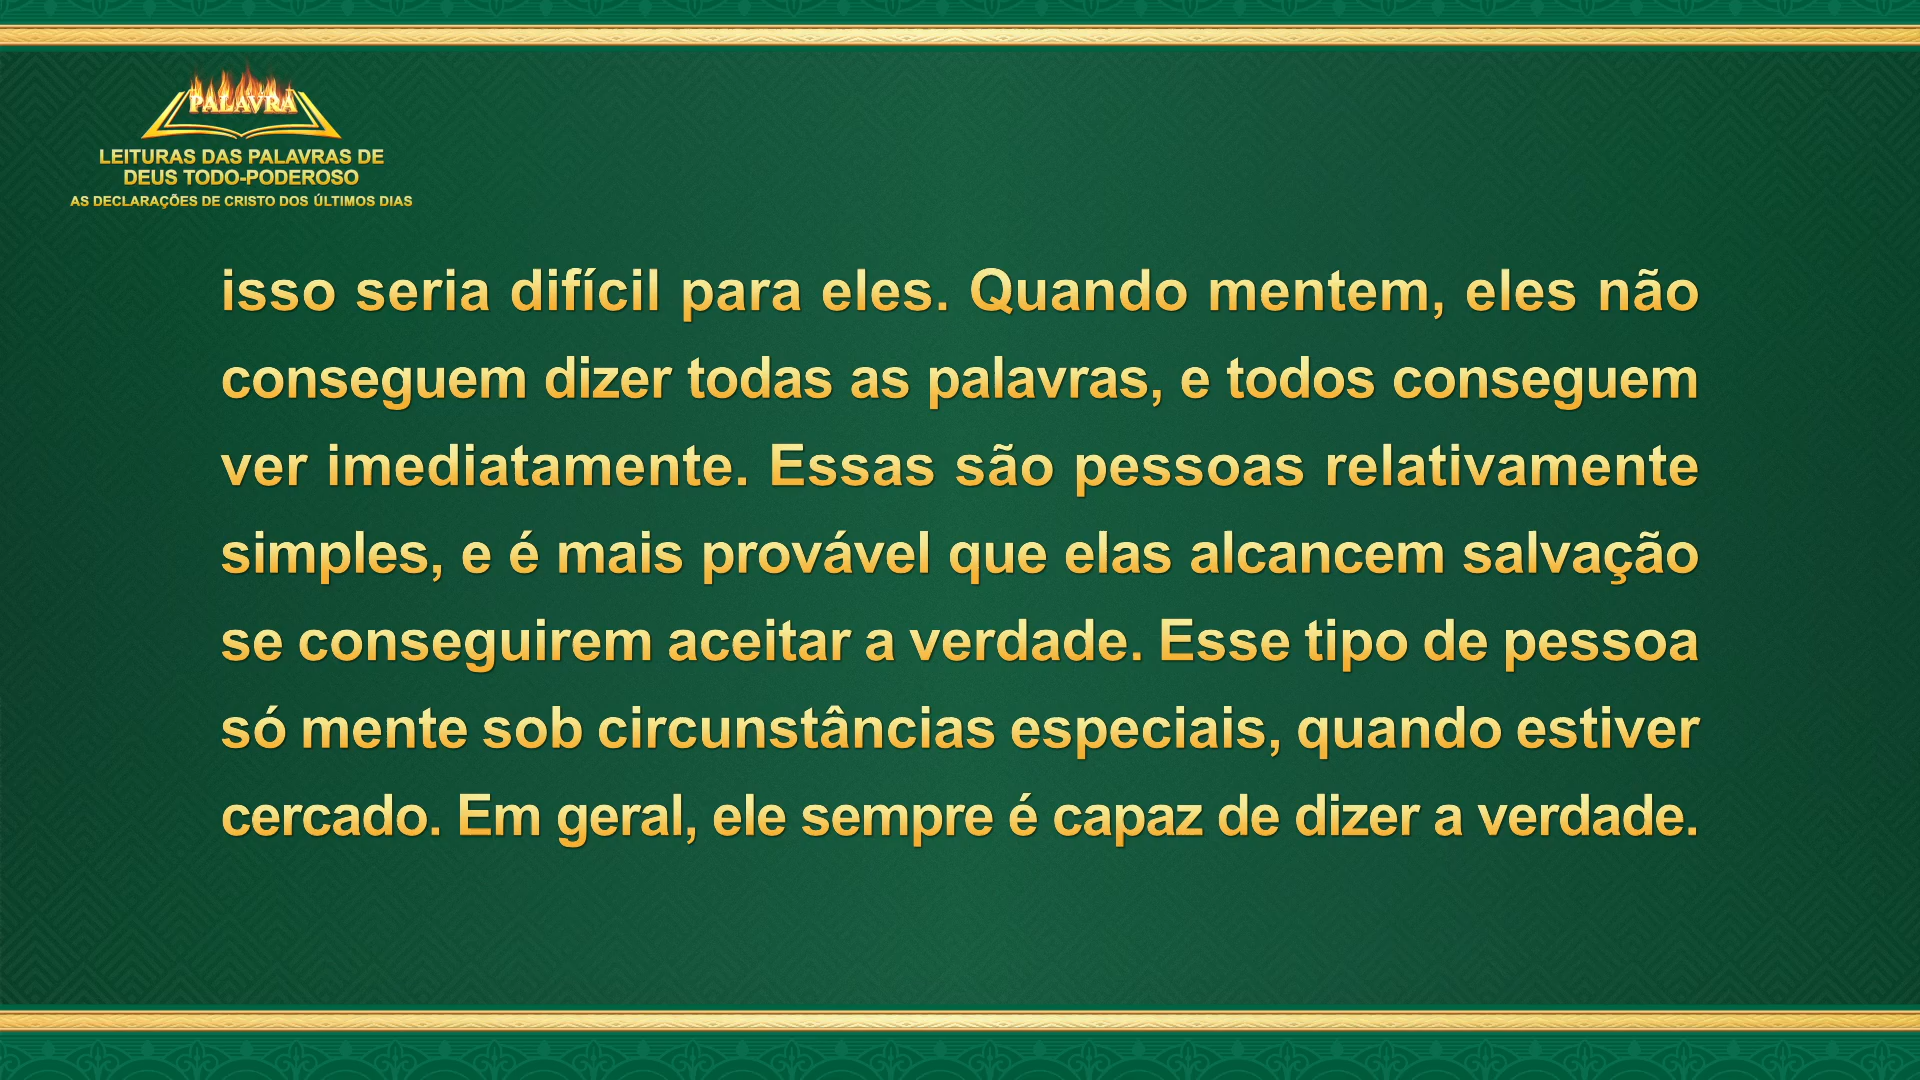 PALAVRA
LEITURAS DAS PALAVRAS DE
DEUS TODO-PODEROSO
AS DECLARAÇÕES DE CRISTO DOS ÚLTIMOS DIAS
isso seria difícil para eles. Quando mentem, eles não
conseguem dizer todas as palavras, e todos conseguem
ver imediatamente. Essas são pessoas relativamente
simples, e é mais provável que elas alcancem salvação
se conseguirem aceitar a verdade. Esse tipo de pessoa
só mente sob circunstâncias especiais, quando estiver
cercado. Em geral, ele sempre é capaz de dizer a verdade.